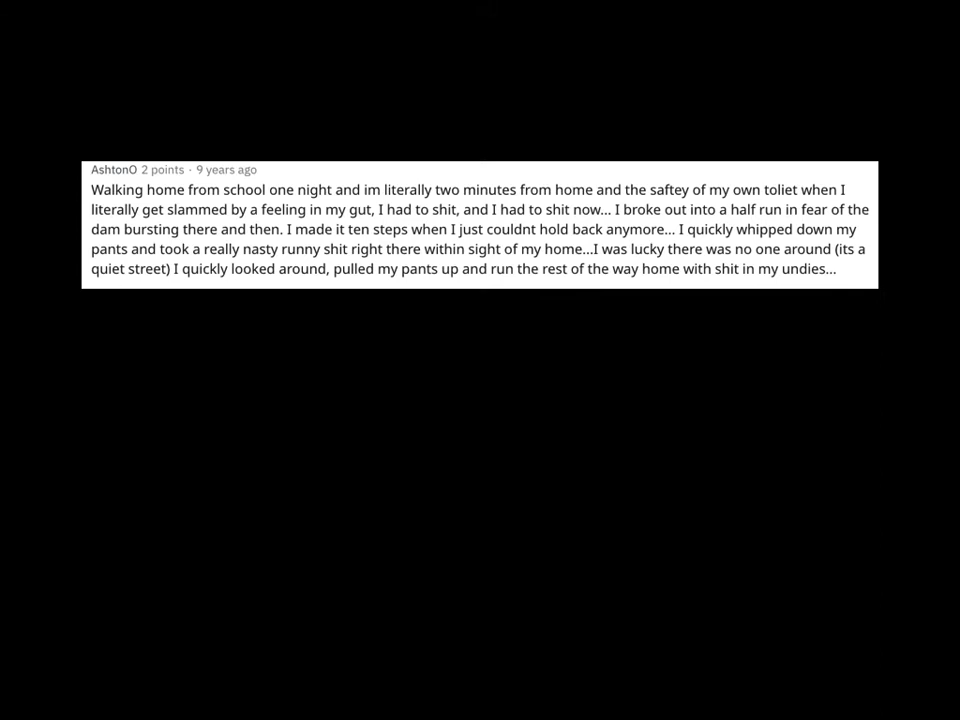 AshtonO 2 points · 9 years ago
Walking home from school one night and im literally two minutes from home and the saftey of my own toliet when I
literally get slammed by a feeling in my gut, I had to shit, and I had to shit now... I broke out into a half run in fear of the
dam bursting there and then. I made it ten steps when I just couldnt hold back anymore... I quickly whipped down my
pants and took a really nasty runny shit right there within sight of my home...I was lucky there was no one around (its a
quiet street) I quickly looked around, pulled my pants up and run the rest of the way home with shit in my undies...